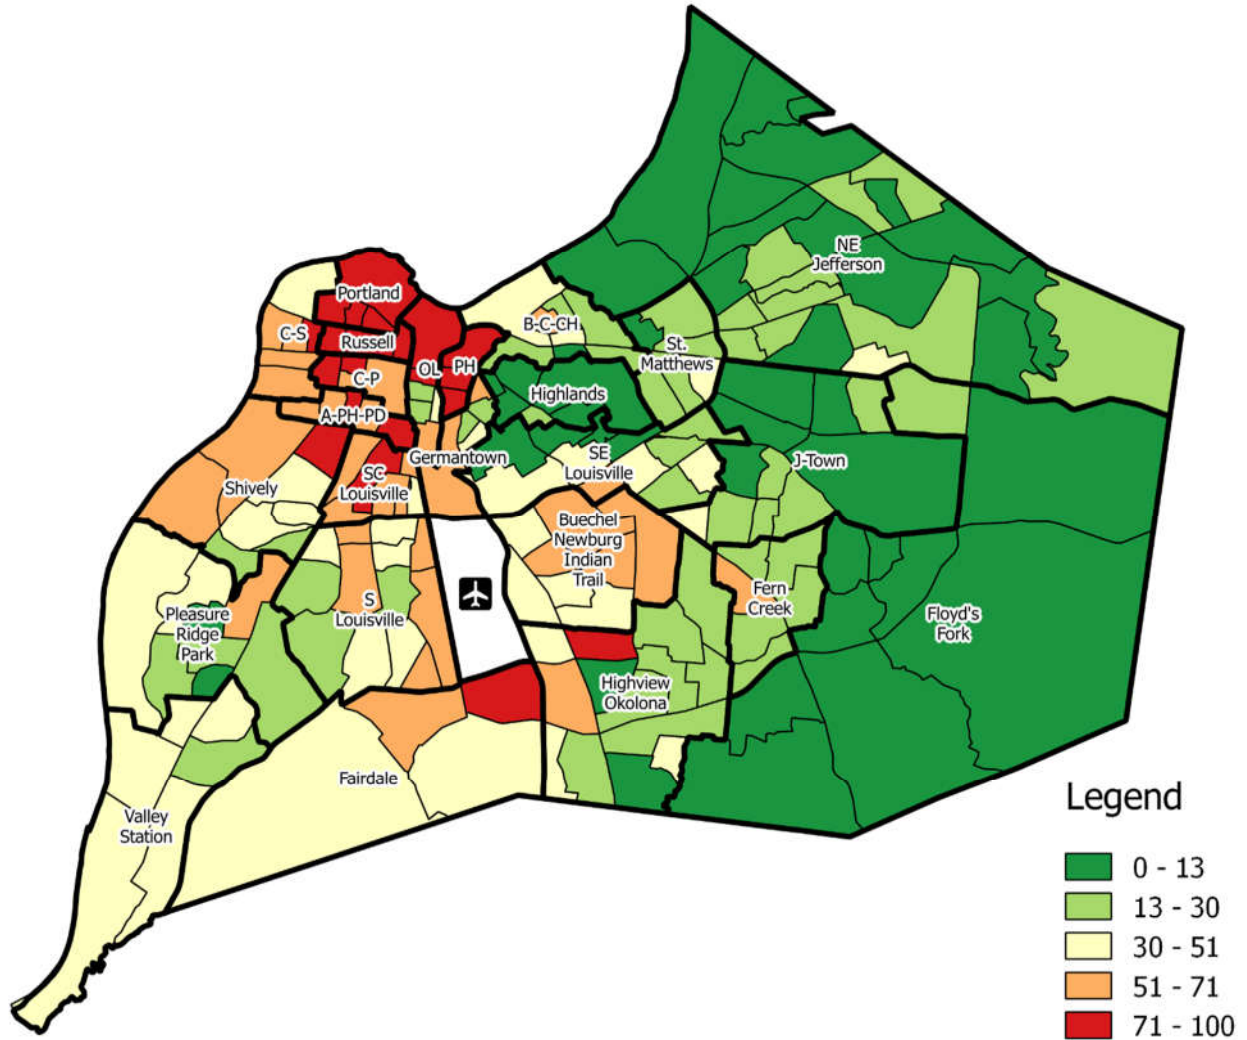 NE
Jefferson
Portland
C-S
B-C-CH
Russell
St.
Matthews
OL
PH
C-P
Highlands
A-PH-PD
Germantown
SE
Louisville
J-Town
SC
Louisville
Shively
Buechel
Newburg
Indian
Trail
Fern
Creek
S
Louisville
Pleasure
Ridge
Park
Floyd's
Fork
Highview
Okolona
Fairdale
Valley
Station
Legend
0 - 13
13 - 30
30 - 51
51 - 71
71 - 100